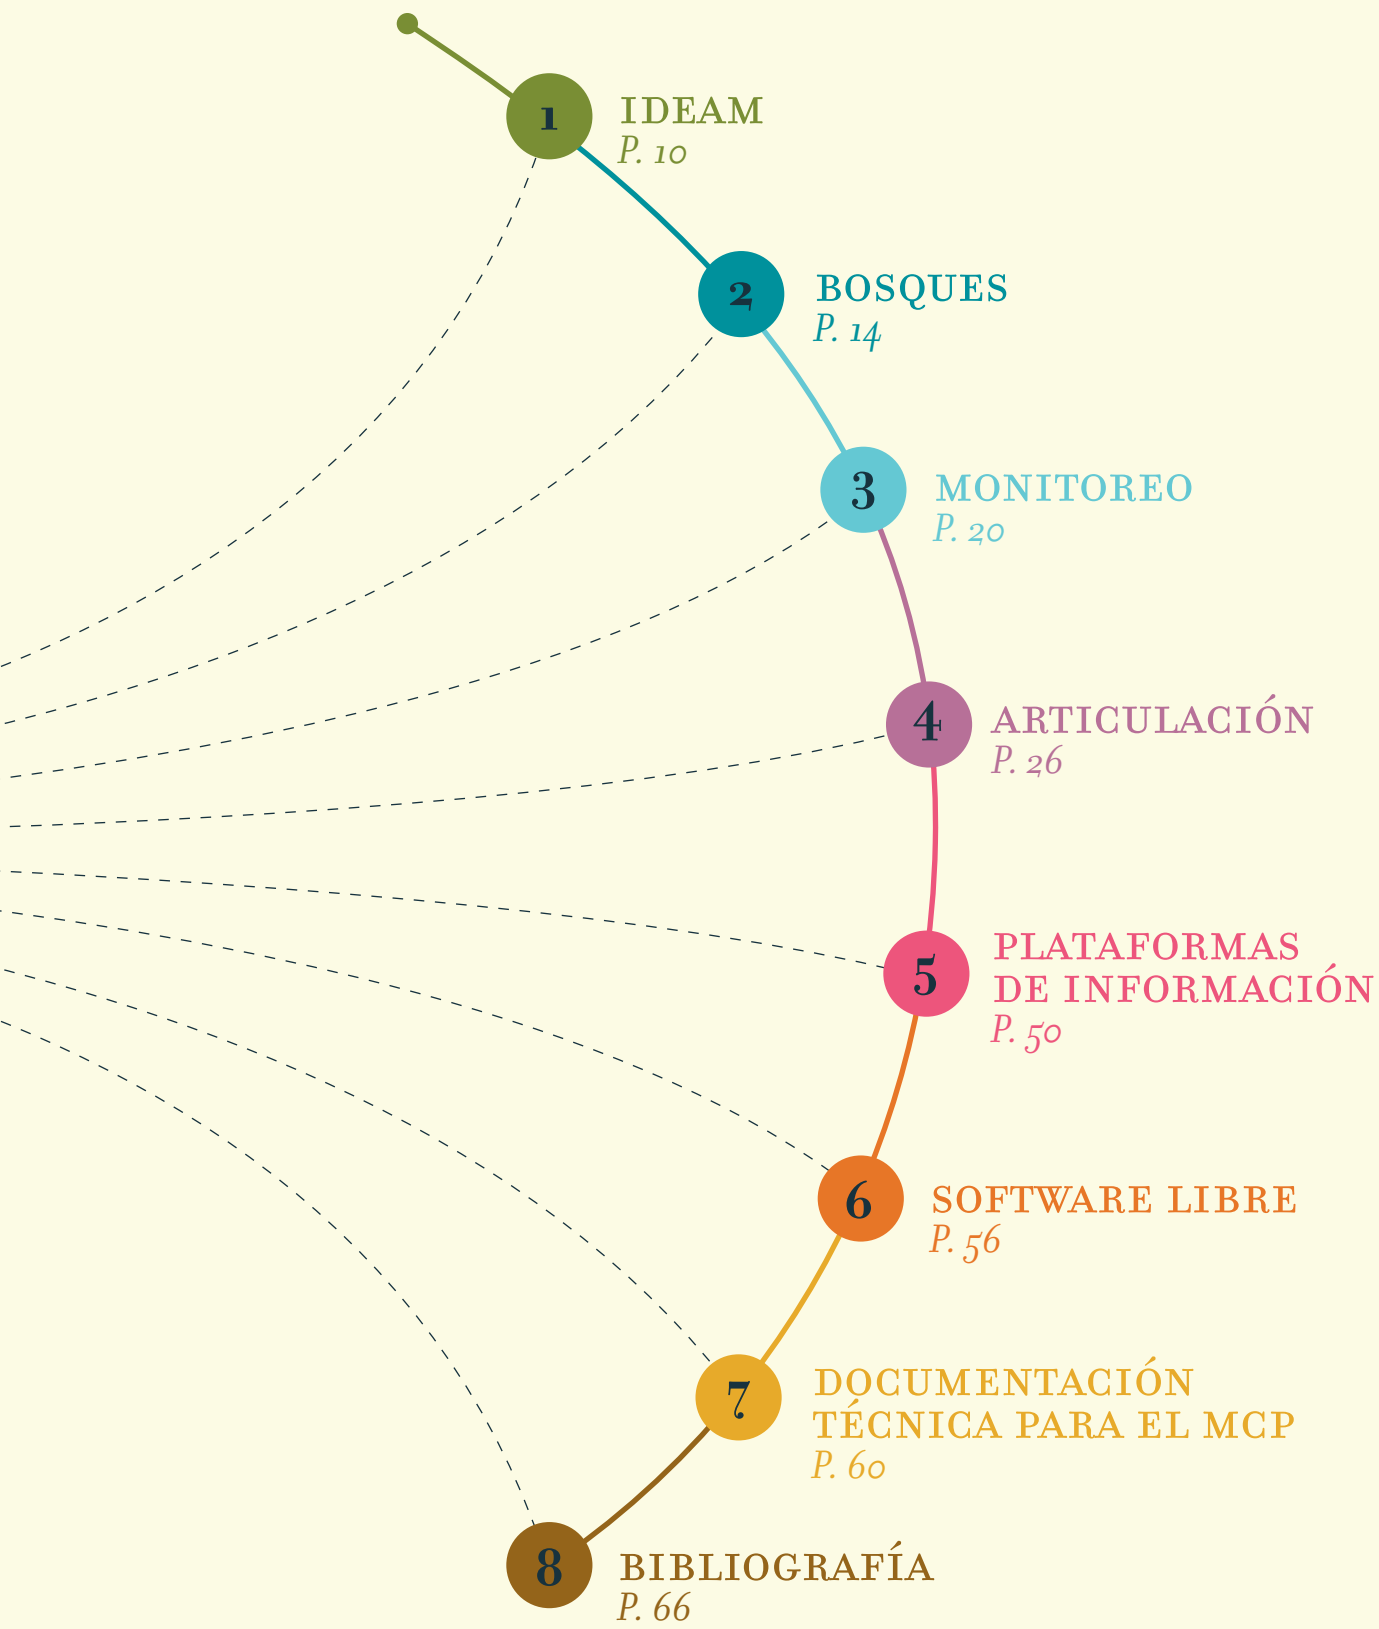 1
IDEAM
P. 10
2
BOSQUES
P. 14
3
MONITOREO
P. 20
4
ARTICULACIÓN
P. 26
5
PLATAFORMAS
DE INFORMACIÓN
P. 50
6
SOFTWARE LIBRE
P. 56
7
DOCUMENTACIÓN
TÉCNICA PARA EL MCP
P. 60
8
BIBLIOGRAFÍA
P. 66